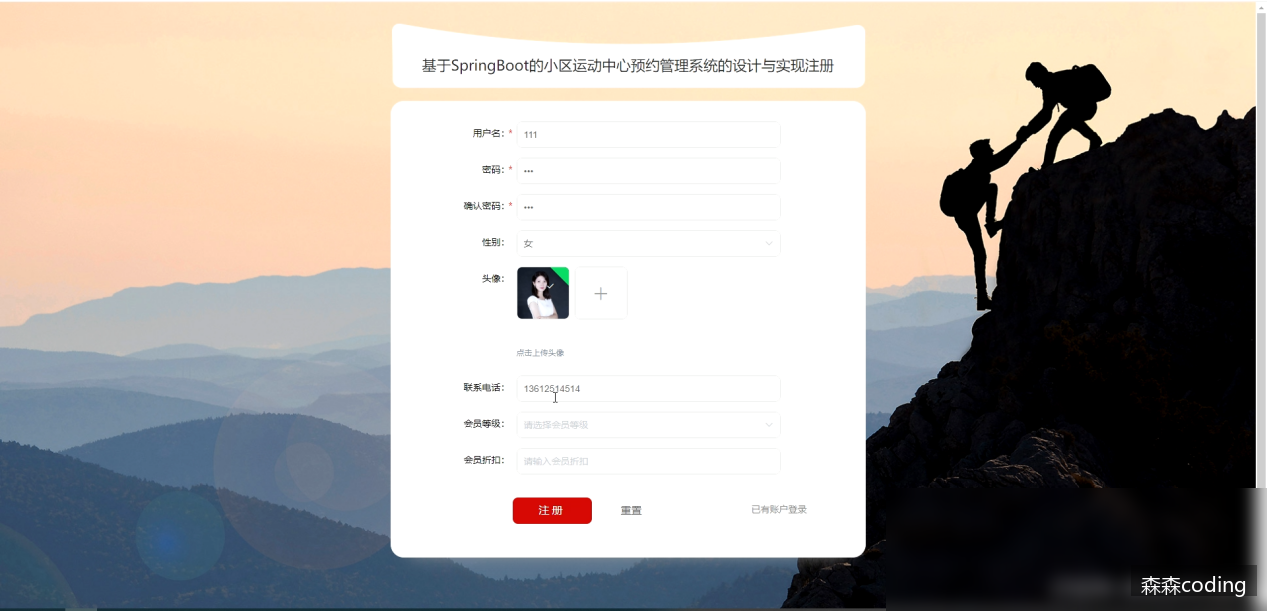 基于SpringBoot的小区运动中心预约管理系统的设计与实现注册
用户名：* 111
密码：* •••
确认密码：* •••
性别： 女
头像：
点击上传头像
联系电话： 13612514514
会员等级： 请选择会员等级
会员折扣： 请输入会员折扣
注册 重置 已有账户登录
森森coding